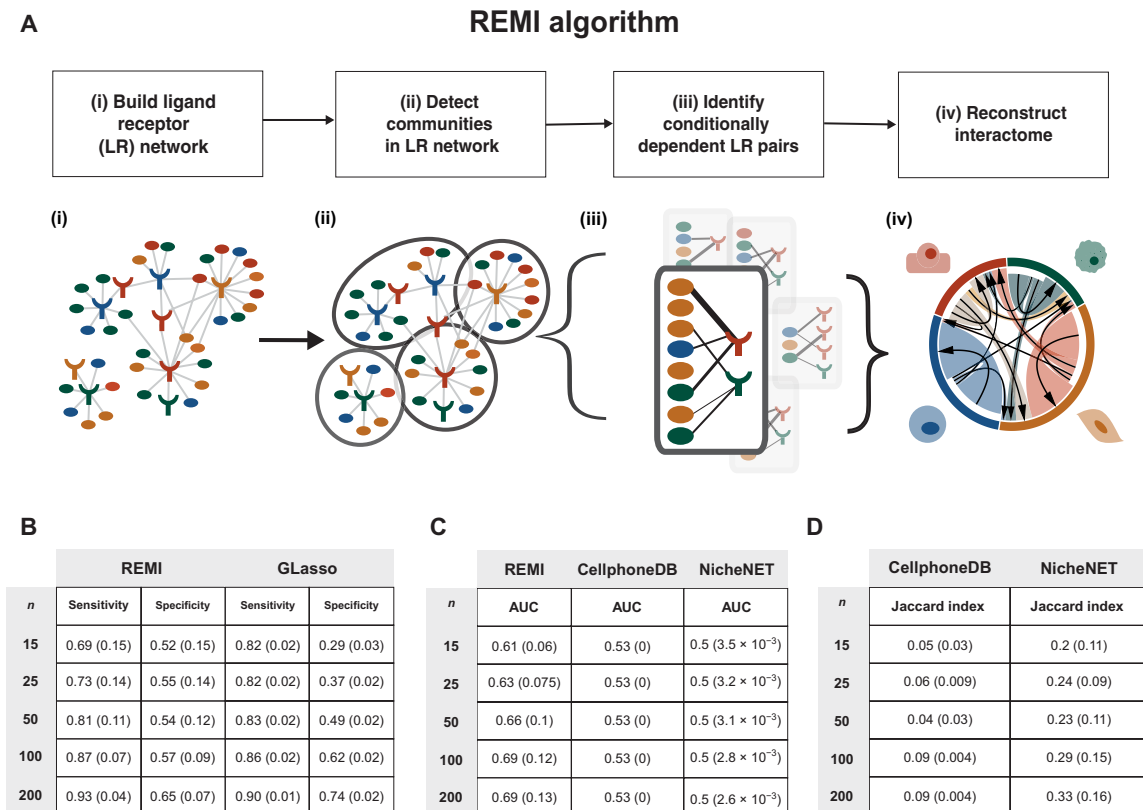 A
REMI algorithm
(i) Build ligand
receptor
(LR) network
(ii) Detect
communities
in LR network
(iii) Identify
conditionally
dependent LR pairs
(iv) Reconstruct
interactome
(i)
(ii)
(iii)
(iv)
B
REMI GLasso
n Sensitivity Specificity Sensitivity Specificity
15 0.69 (0.15) 0.52 (0.15) 0.82 (0.02) 0.29 (0.03)
25 0.73 (0.14) 0.55 (0.14) 0.82 (0.02) 0.37 (0.02)
50 0.81 (0.11) 0.54 (0.12) 0.83 (0.02) 0.49 (0.02)
100 0.87 (0.07) 0.57 (0.09) 0.86 (0.02) 0.62 (0.02)
200 0.93 (0.04) 0.65 (0.07) 0.90 (0.01) 0.74 (0.02)
C
REMI CellphoneDB NicheNET
n AUC AUC AUC
15 0.61 (0.06) 0.53 (0) 0.5 (3.5 × 10⁻³)
25 0.63 (0.075) 0.53 (0) 0.5 (3.2 × 10⁻³)
50 0.66 (0.1) 0.53 (0) 0.5 (3.1 × 10⁻³)
100 0.69 (0.12) 0.53 (0) 0.5 (2.8 × 10⁻³)
200 0.69 (0.13) 0.53 (0) 0.5 (2.6 × 10⁻³)
D
CellphoneDB NicheNET
n Jaccard index Jaccard index
15 0.05 (0.03) 0.2 (0.11)
25 0.06 (0.009) 0.24 (0.09)
50 0.04 (0.03) 0.23 (0.11)
100 0.09 (0.004) 0.29 (0.15)
200 0.09 (0.004) 0.33 (0.16)